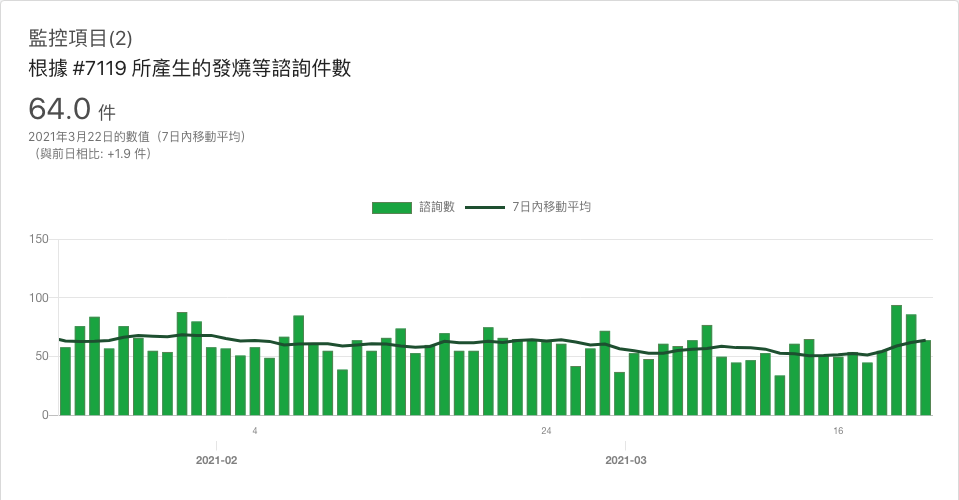 監控項目(2)
根據 #7119 所產生的發燒等諮詢件數
64.0 件
2021年3月22日的數值（7日內移動平均）
（與前日相比: +1.9 件）
諮詢數 7日內移動平均
150
100
50
0
4 24 16
2021-02 2021-03